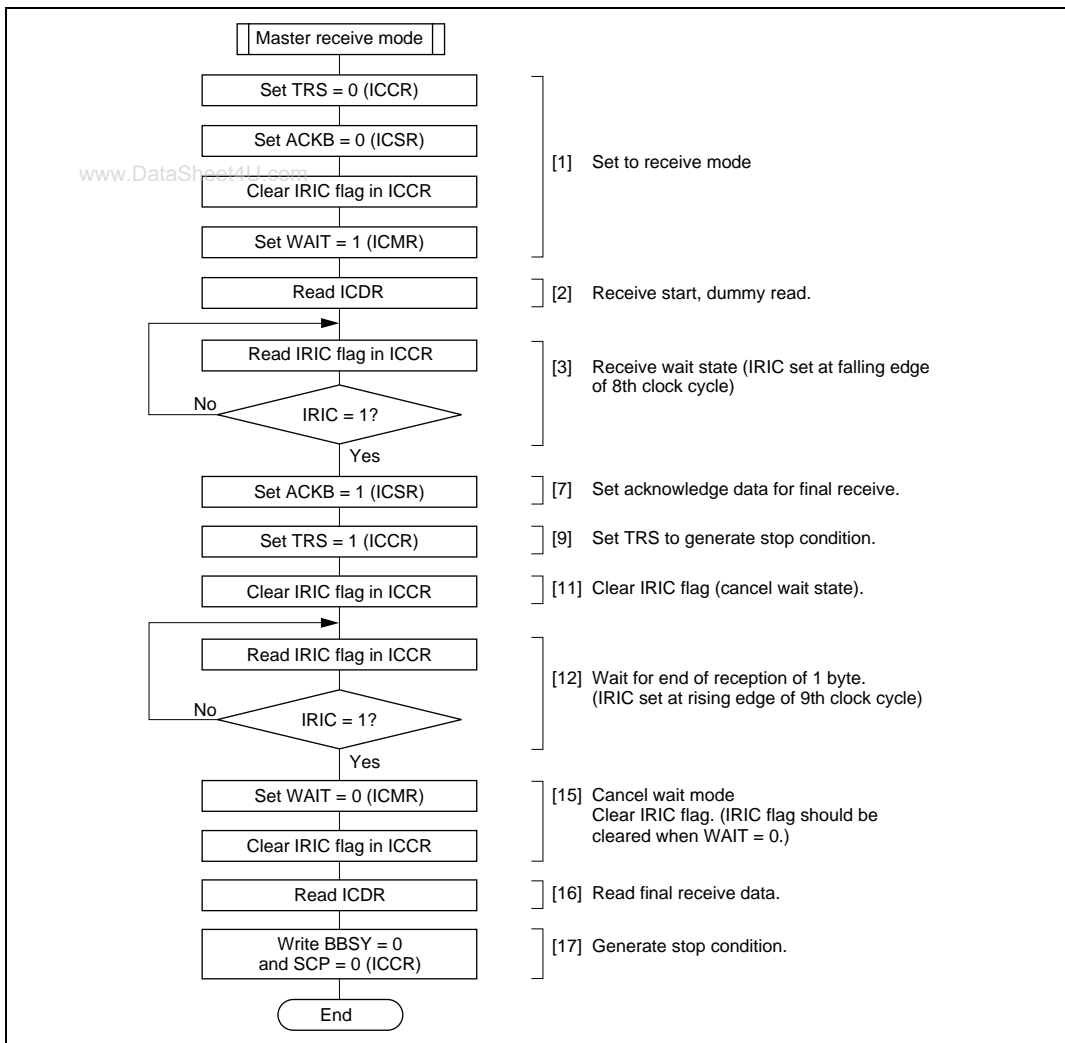 Master receive mode
Set TRS = 0 (ICCR)
Set ACKB = 0 (ICSR)
[1] Set to receive mode
www.DataSheet4U.com
Clear IRIC flag in ICCR
Set WAIT = 1 (ICMR)
Read ICDR
[2] Receive start, dummy read.
Read IRIC flag in ICCR
[3] Receive wait state (IRIC set at falling edge
of 8th clock cycle)
No
IRIC = 1?
Yes
Set ACKB = 1 (ICSR)
[7] Set acknowledge data for final receive.
Set TRS = 1 (ICCR)
[9] Set TRS to generate stop condition.
Clear IRIC flag in ICCR
[11] Clear IRIC flag (cancel wait state).
Read IRIC flag in ICCR
[12] Wait for end of reception of 1 byte.
(IRIC set at rising edge of 9th clock cycle)
No
IRIC = 1?
Yes
Set WAIT = 0 (ICMR)
[15] Cancel wait mode
Clear IRIC flag. (IRIC flag should be
cleared when WAIT = 0.)
Clear IRIC flag in ICCR
Read ICDR
[16] Read final receive data.
Write BBSY = 0
and SCP = 0 (ICCR)
[17] Generate stop condition.
End